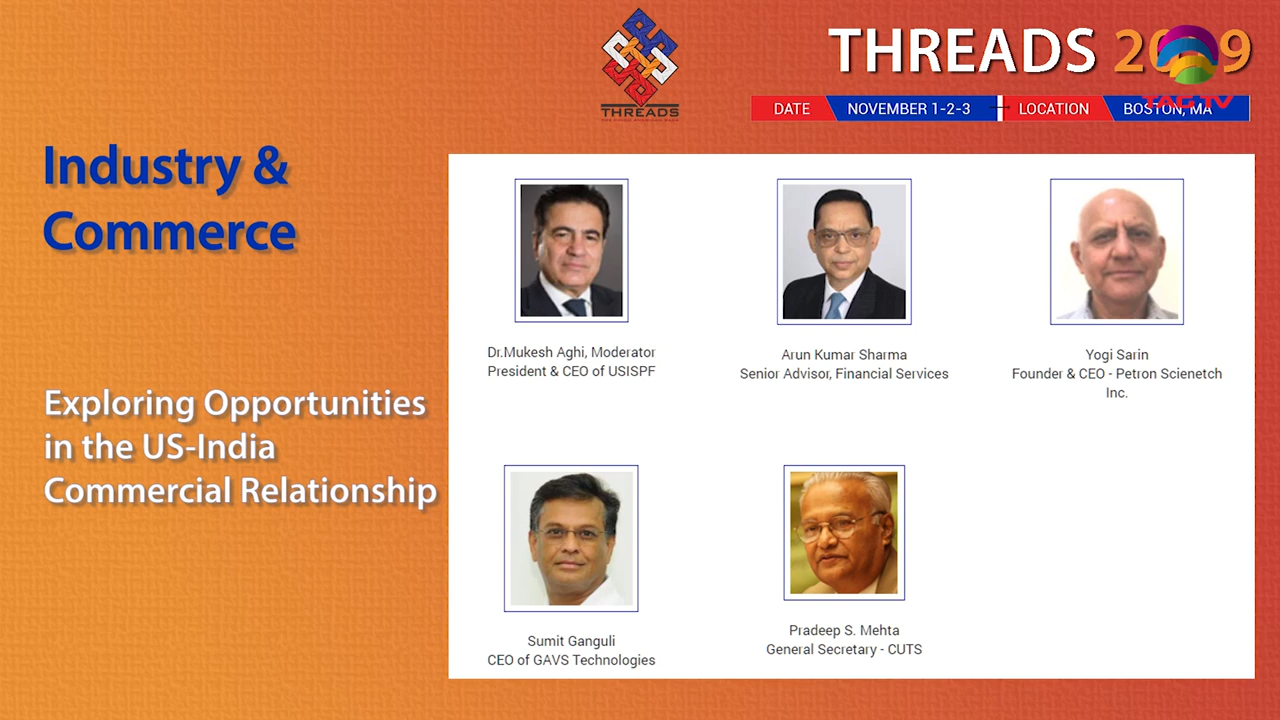 THREADS
THREADS 2019
TAG TV
DATE NOVEMBER 1-2-3 LOCATION BOSTON, MA
Industry &
Commerce
Exploring Opportunities
in the US-India
Commercial Relationship
Dr.Mukesh Aghi, Moderator
President & CEO of USISPF
Arun Kumar Sharma
Senior Advisor, Financial Services
Yogi Sarin
Founder & CEO - Petron Scienetch
Inc.
Sumit Ganguli
CEO of GAVS Technologies
Pradeep S. Mehta
General Secretary - CUTS